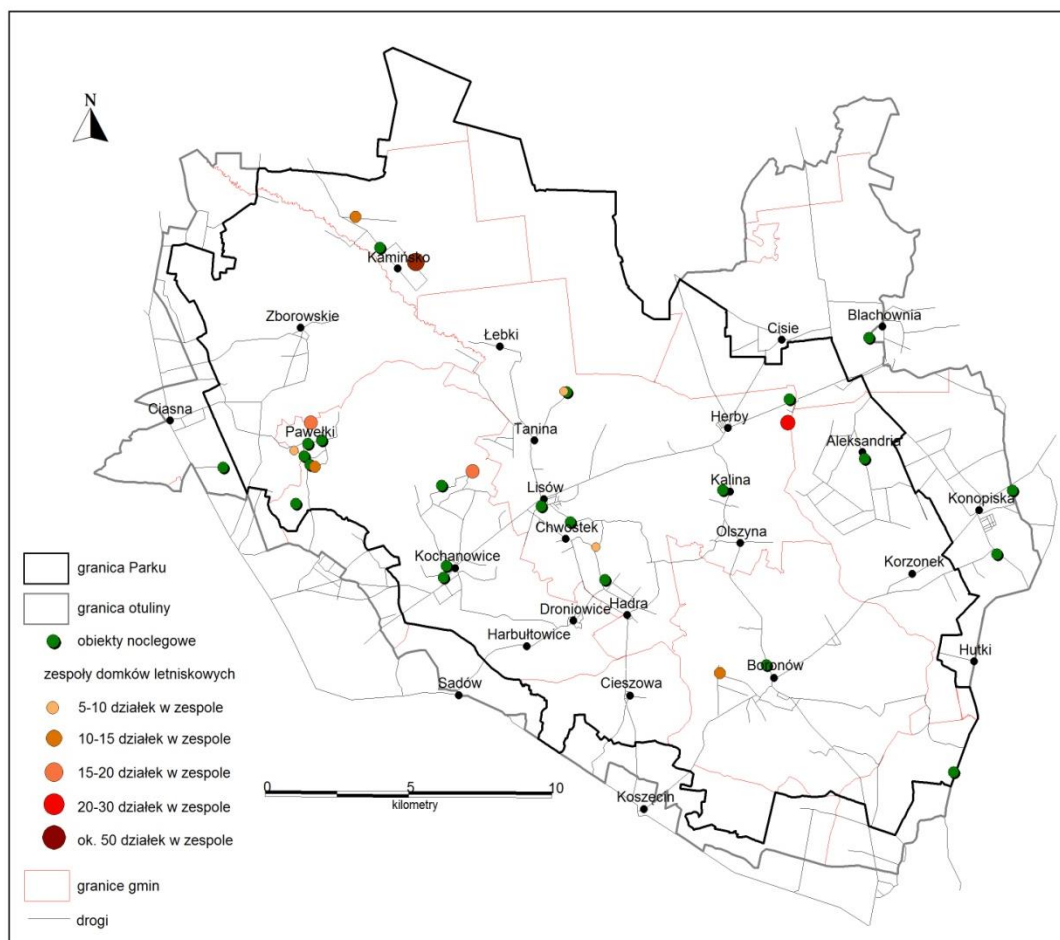 N
Kamińsko
Zborowskie
Łebki
Cisie
Blachownia
Ciasna
Pawełki
Tanina
Herby
Aleksandria
Lisów
Kalina
Konopiska
Chwostek
Olszyna
Kochanowice
Korzonek
Droniowice
Hadra
Harbułtowice
Hutki
Boronów
Sadów
Cieszowa
Koszęcin
granica Parku
granica otuliny
obiekty noclegowe
zespoły domków letniskowych
5-10 działek w zespole
10-15 działek w zespole
15-20 działek w zespole
20-30 działek w zespole
ok. 50 działek w zespole
granice gmin
drogi
0 5 10
kilometry